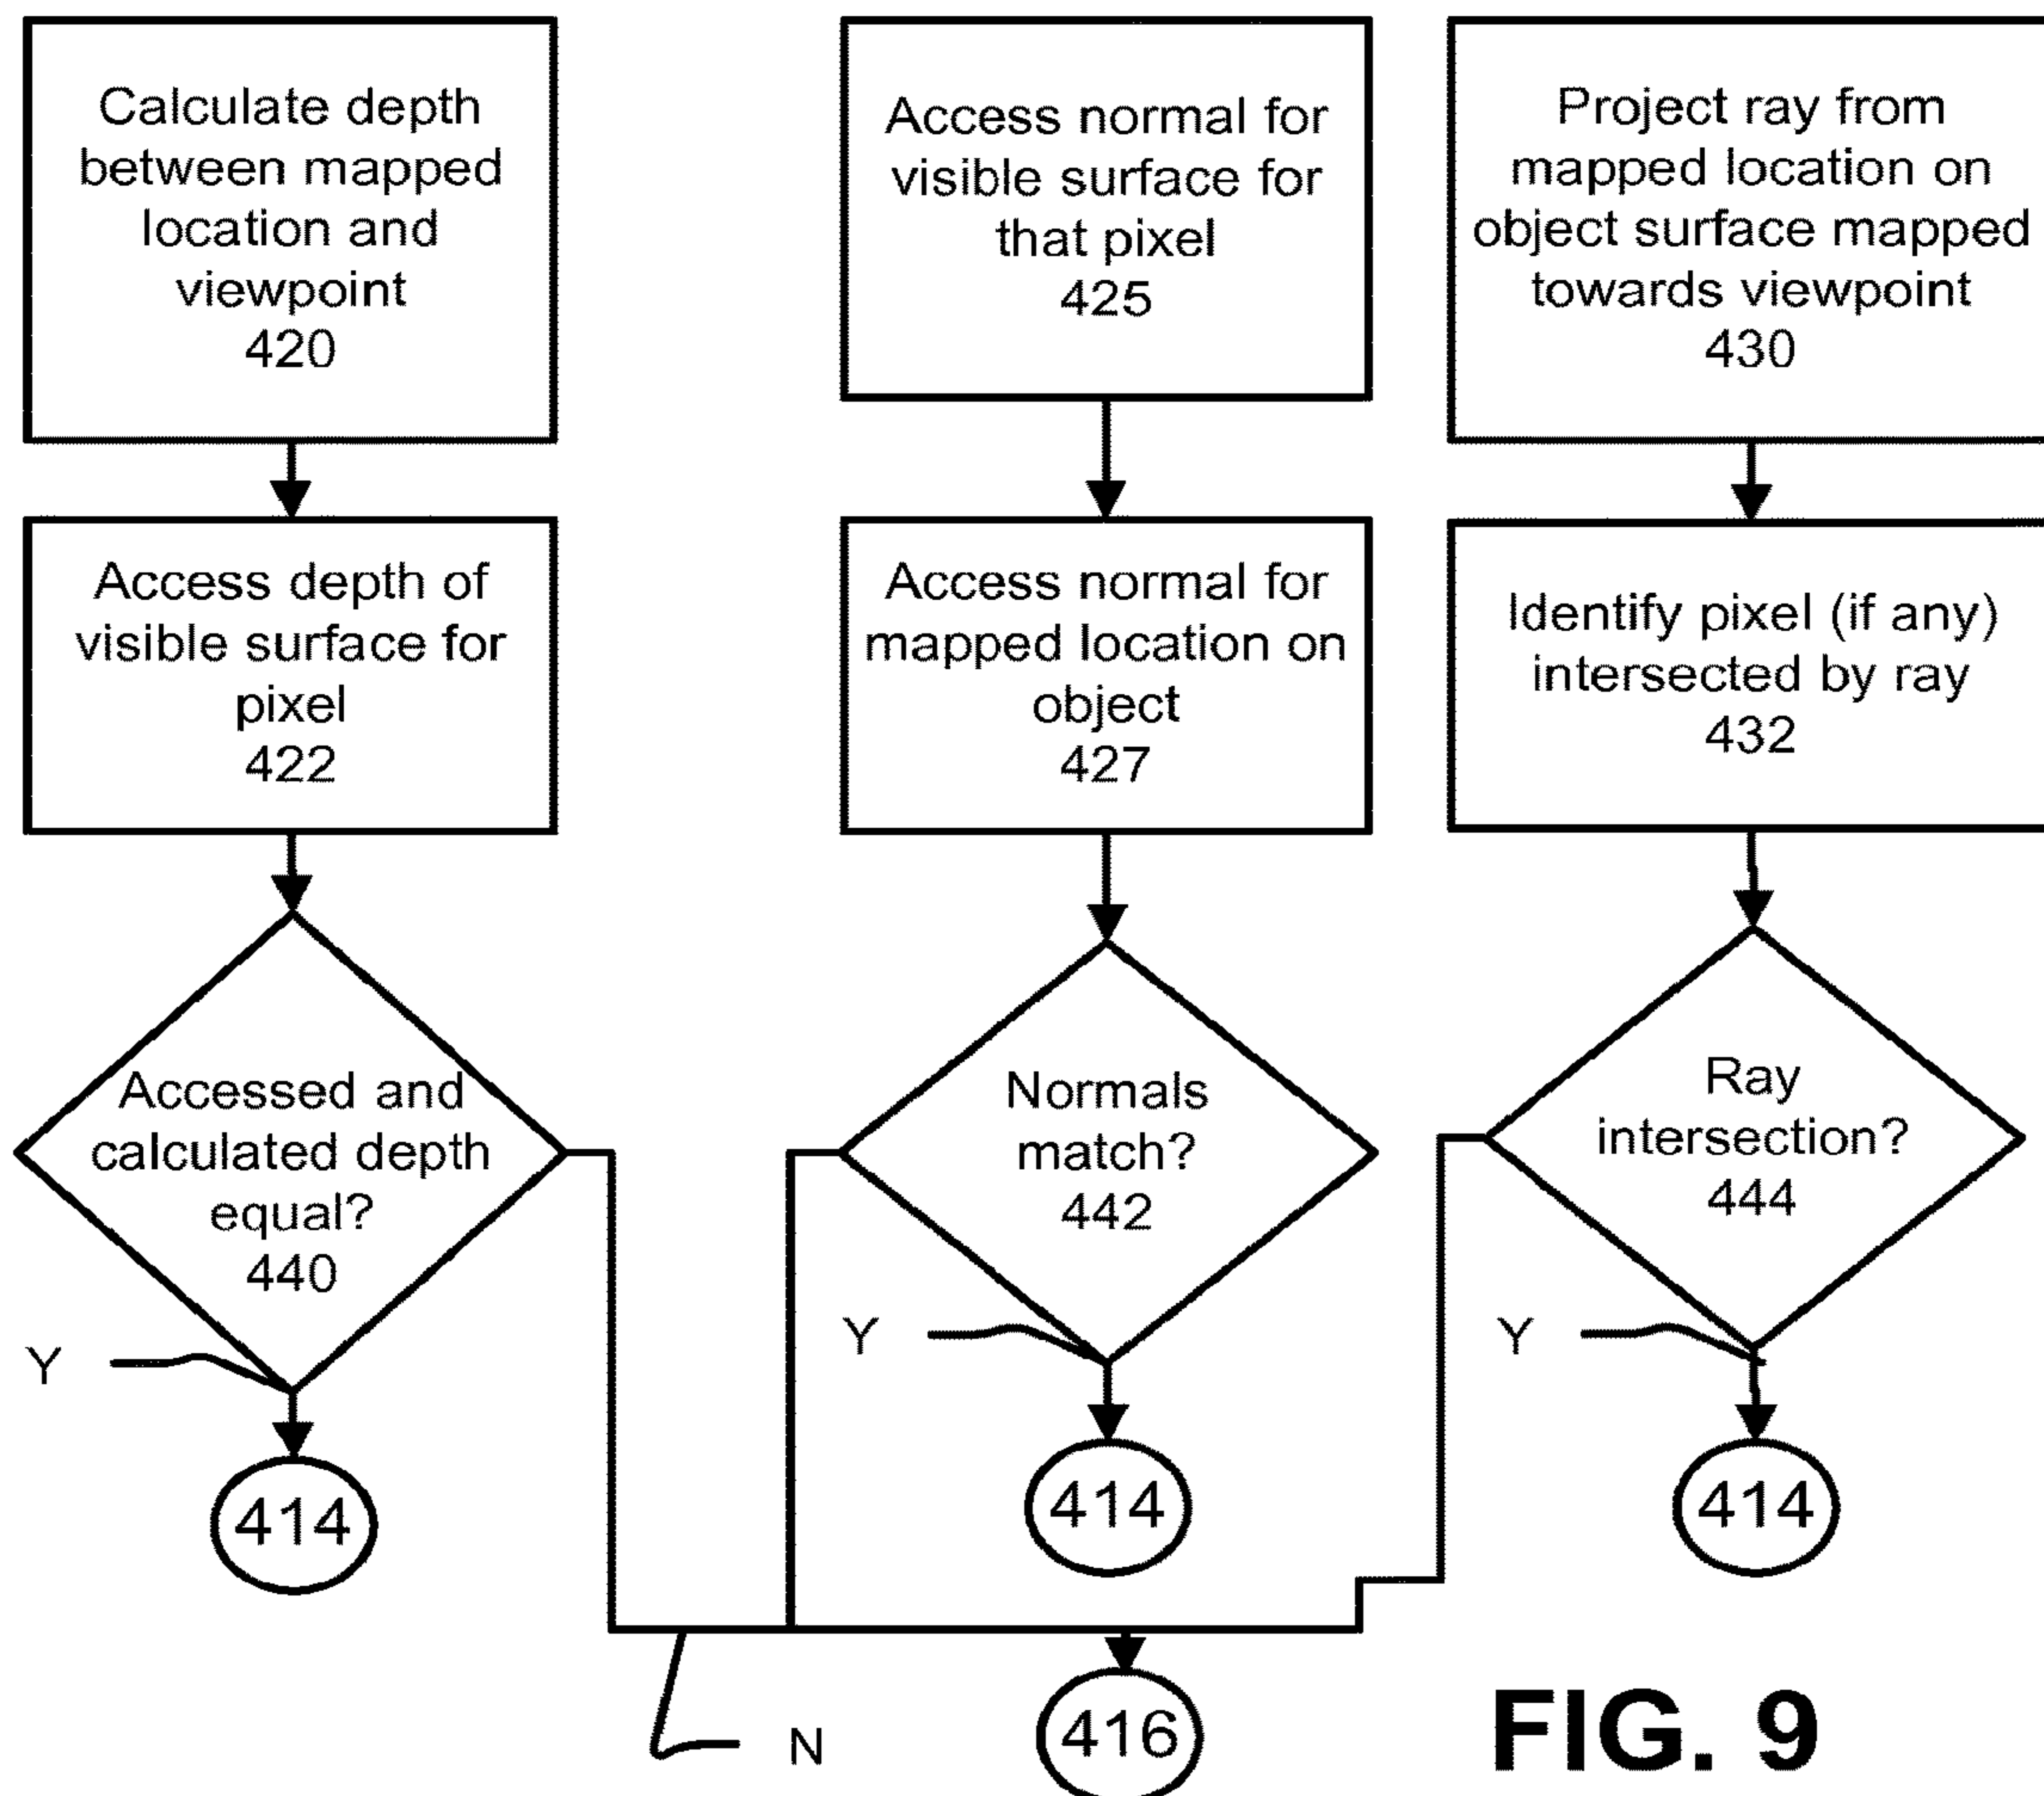 Calculate depth
between mapped
location and
viewpoint
420
Access depth of
visible surface for
pixel
422
Accessed and
calculated depth
equal?
440
Y
414
Access normal for
visible surface for
that pixel
425
Access normal for
mapped location on
object
427
Normals
match?
442
Y
414
Project ray from
mapped location on
object surface mapped
towards viewpoint
430
Identify pixel (if any)
intersected by ray
432
Ray
intersection?
444
Y
414
N
416
FIG. 9